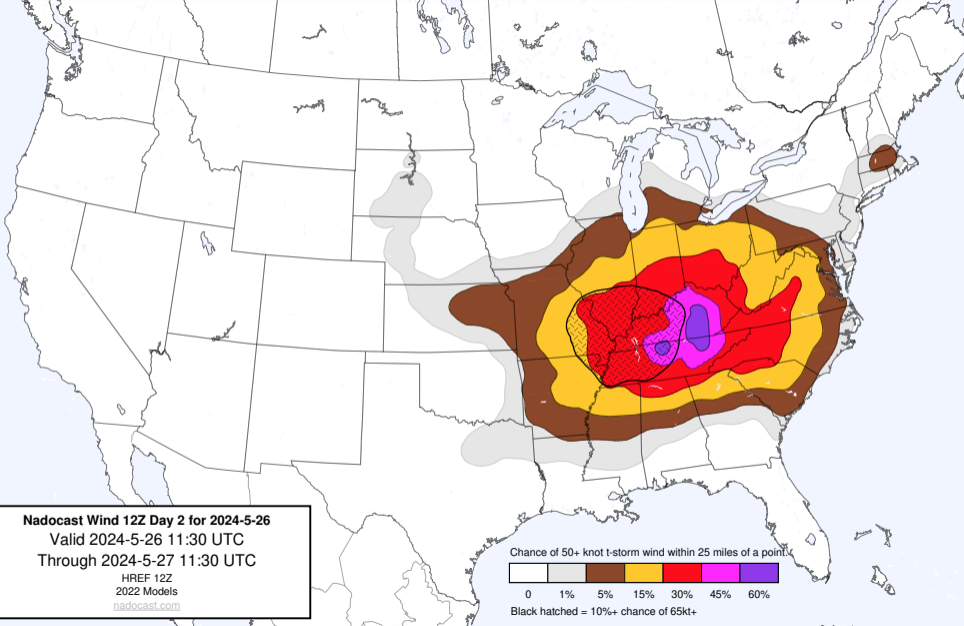 Nadocast Wind 12Z Day 2 for 2024-5-26
Valid 2024-5-26 11:30 UTC
Through 2024-5-27 11:30 UTC
HREF 12Z
2022 Models
nadocast.com
Chance of 50+ knot t-storm wind within 25 miles of a point.
0 1% 5% 15% 30% 45% 60%
Black hatched = 10%+ chance of 65kt+